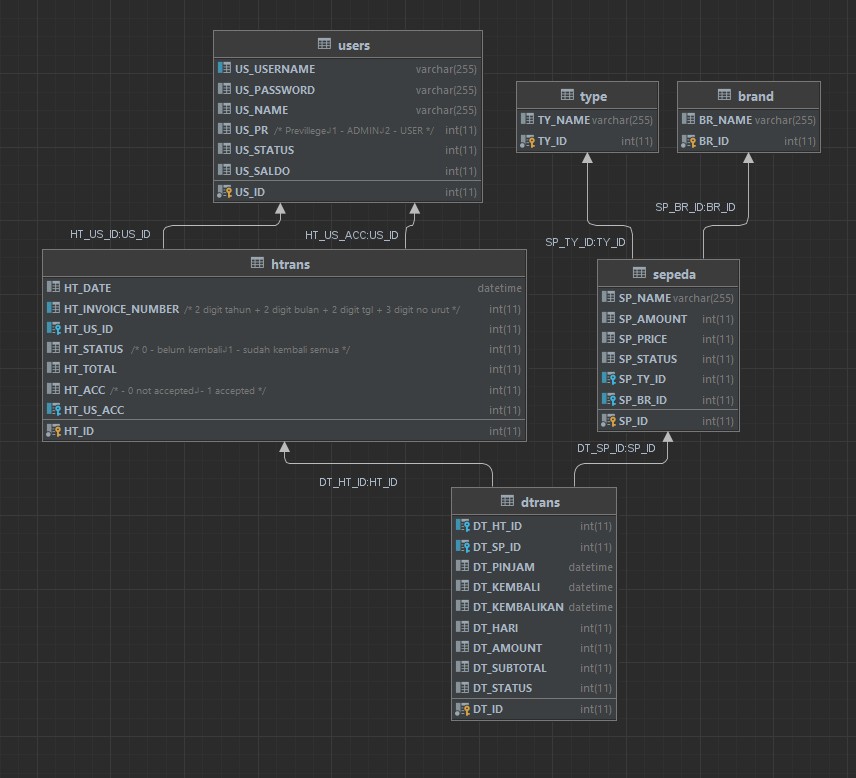 users
US_USERNAME varchar(255)
US_PASSWORD varchar(255)
US_NAME varchar(255)
US_PR /* Previllege↲1 - ADMIN↲2 - USER */ int(11)
US_STATUS int(11)
US_SALDO int(11)
US_ID int(11)
type
TY_NAME varchar(255)
TY_ID int(11)
brand
BR_NAME varchar(255)
BR_ID int(11)
HT_US_ID:US_ID
HT_US_ACC:US_ID
SP_TY_ID:TY_ID
SP_BR_ID:BR_ID
htrans
HT_DATE datetime
HT_INVOICE_NUMBER /* 2 digit tahun + 2 digit bulan + 2 digit tgl + 3 digit no urut */ int(11)
HT_US_ID int(11)
HT_STATUS /* 0 - belum kembali↲1 - sudah kembali semua */ int(11)
HT_TOTAL int(11)
HT_ACC /* - 0 not accepted↲- 1 accepted */ int(11)
HT_US_ACC int(11)
HT_ID int(11)
sepeda
SP_NAME varchar(255)
SP_AMOUNT int(11)
SP_PRICE int(11)
SP_STATUS int(11)
SP_TY_ID int(11)
SP_BR_ID int(11)
SP_ID int(11)
DT_HT_ID:HT_ID
DT_SP_ID:SP_ID
dtrans
DT_HT_ID int(11)
DT_SP_ID int(11)
DT_PINJAM datetime
DT_KEMBALI datetime
DT_KEMBALIKAN datetime
DT_HARI int(11)
DT_AMOUNT int(11)
DT_SUBTOTAL int(11)
DT_STATUS int(11)
DT_ID int(11)